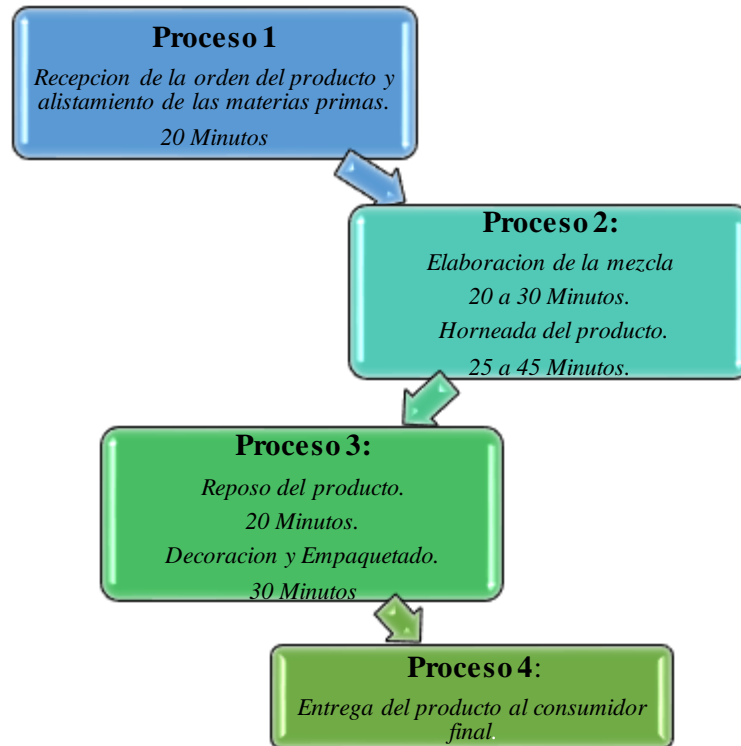 Proceso 1
Recepcion de la orden del producto y
alistamiento de las materias primas.
20 Minutos
Proceso 2:
Elaboracion de la mezcla
20 a 30 Minutos.
Horneada del producto.
25 a 45 Minutos.
Proceso 3:
Reposo del producto.
20 Minutos.
Decoracion y Empaquetado.
30 Minutos
Proceso 4:
Entrega del producto al consumidor
final.